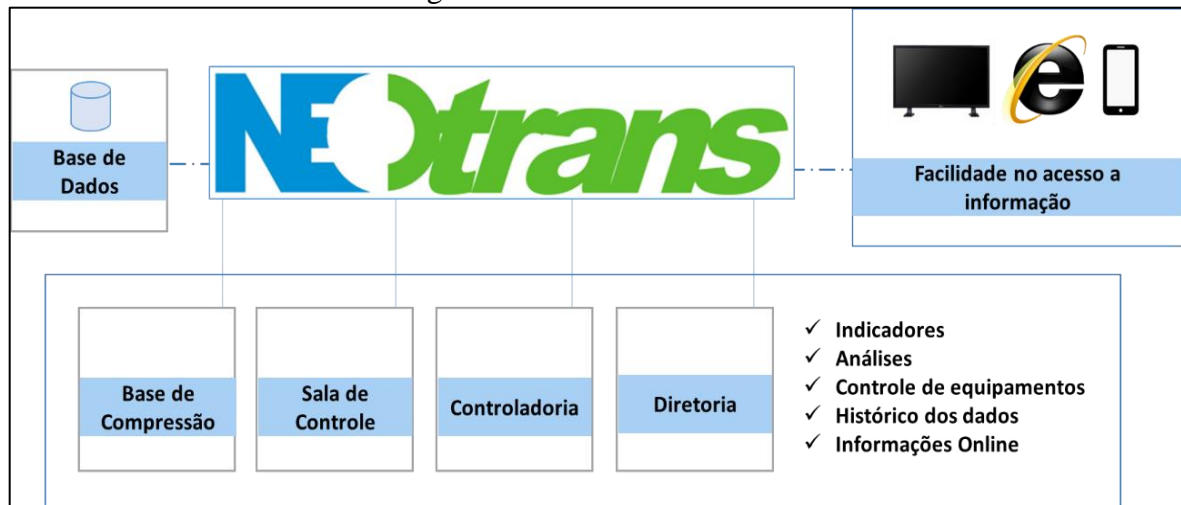 Base de
Dados
NEOtrans
e
Facilidade no acesso a
informação
Base de
Compressão
Sala de
Controle
Controladoria
Diretoria
✓ Indicadores
✓ Análises
✓ Controle de equipamentos
✓ Histórico dos dados
✓ Informações Online